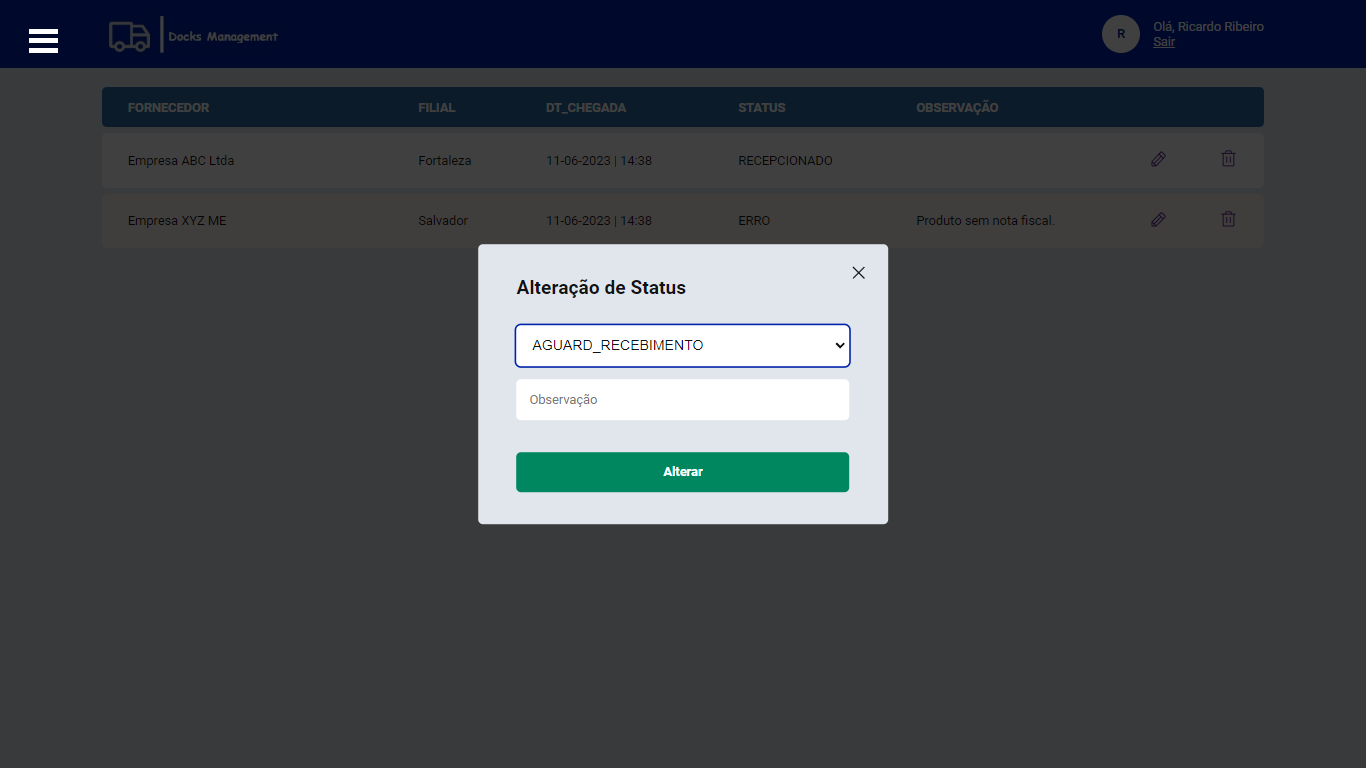 Docks Management
R
Olá, Ricardo Ribeiro
Sair
FORNECEDOR FILIAL DT_CHEGADA STATUS OBSERVAÇÃO
Empresa ABC Ltda Fortaleza 11-06-2023 | 14:38 RECEPCIONADO
Empresa XYZ ME Salvador 11-06-2023 | 14:38 ERRO Produto sem nota fiscal.
Alteração de Status
AGUARD_RECEBIMENTO
Observação
Alterar